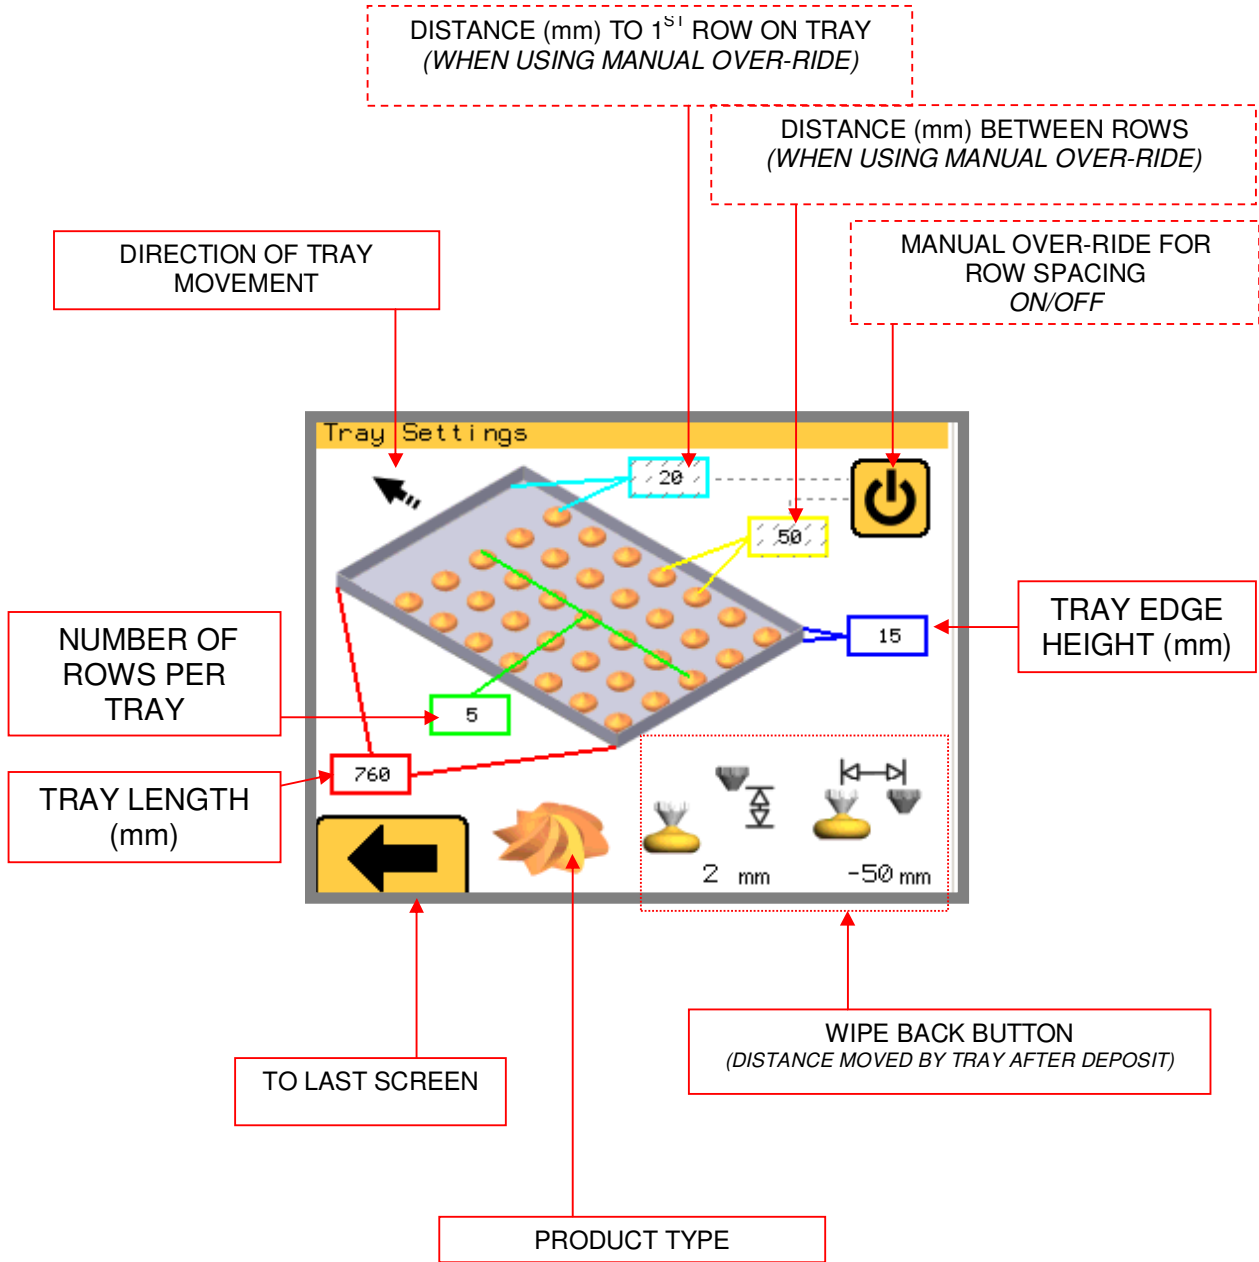 DISTANCE (mm) TO 1ST ROW ON TRAY
(WHEN USING MANUAL OVER-RIDE)
DISTANCE (mm) BETWEEN ROWS
(WHEN USING MANUAL OVER-RIDE)
DIRECTION OF TRAY
MOVEMENT
MANUAL OVER-RIDE FOR
ROW SPACING
ON/OFF
Tray Settings
20
50
15
TRAY EDGE
HEIGHT (mm)
NUMBER OF
ROWS PER
TRAY
5
760
TRAY LENGTH
(mm)
2 mm
-50 mm
WIPE BACK BUTTON
(DISTANCE MOVED BY TRAY AFTER DEPOSIT)
TO LAST SCREEN
PRODUCT TYPE